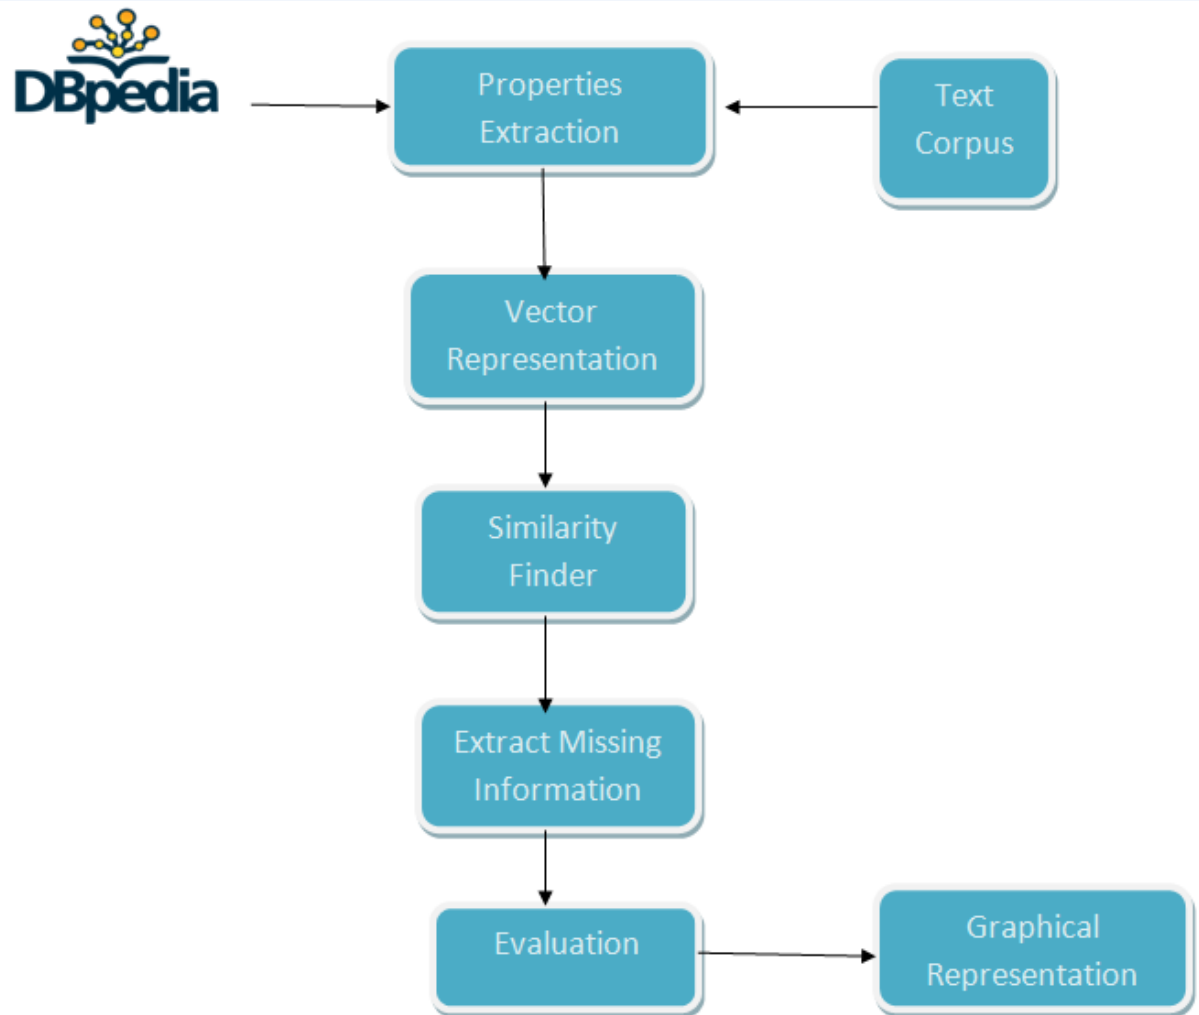 DBpedia
Properties
Extraction
Text
Corpus
Vector
Representation
Similarity
Finder
Extract Missing
Information
Evaluation
Graphical
Representation